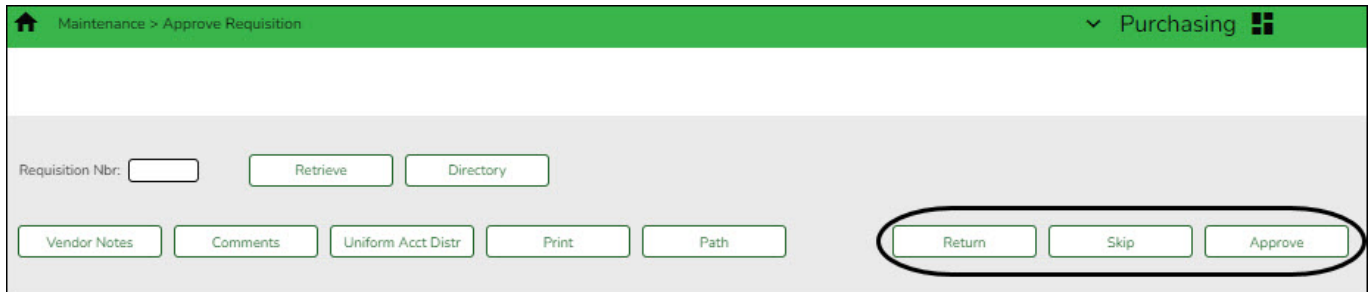 Maintenance > Approve Requisition Purchasing
Requisition Nbr: Retrieve Directory
Vendor Notes Comments Uniform Acct Distr Print Path Return Skip Approve